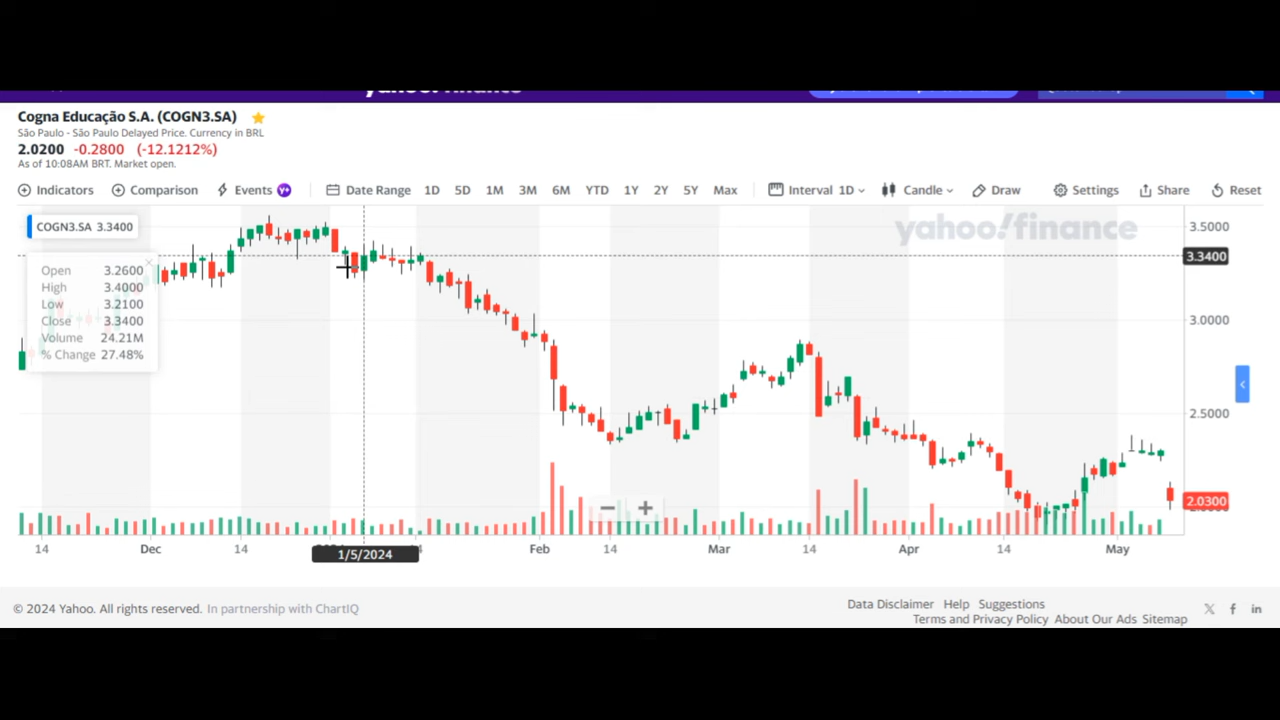 Cogna Educação S.A. (COGN3.SA)
São Paulo - São Paulo Delayed Price. Currency in BRL
2.0200 -0.2800 (-12.1212%)
As of 10:08AM BRT. Market open.
Indicators Comparison Events Y+ Date Range 1D 5D 1M 3M 6M YTD 1Y 2Y 5Y Max Interval 1D Candle Draw Settings Share Reset
COGN3.SA 3.3400
yahoo!finance
3.5000
3.3400
Open 3.2600
High 3.4000
Low 3.2100
Close 3.3400
Volume 24.21M
% Change 27.48%
3.0000
2.5000
2.0300
14 Dec 14 Feb 14 Mar 14 Apr 14 May
1/5/2024
© 2024 Yahoo. All rights reserved. In partnership with ChartIQ
Data Disclaimer Help Suggestions
Terms and Privacy Policy About Our Ads Sitemap